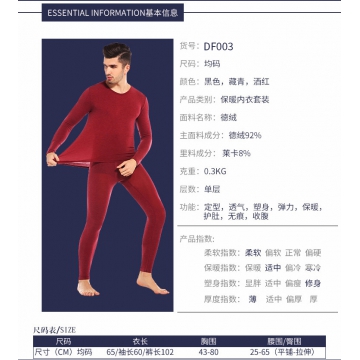 ESSENTIAL INFORMATION基本信息
货号: DF003
尺码: 均码
颜色: 黑色，藏青，酒红
产品类别: 保暖内衣套装
面料名称: 德绒
主面料成分: 德绒92%
里料成分: 莱卡8%
克重: 0.3KG
层数: 单层
功能: 定型，透气，塑身，弹力，保暖，
护肚，无痕，收腹
产品指数:
柔软指数: 柔软 偏软 正常 偏硬
保暖指数: 保暖 适中 偏冷 寒冷
塑身指数: 显胖 适中 偏瘦 修身
厚度指数: 薄 适中 偏厚 厚
尺码表/SIZE
尺码 衣长 胸围 腰围/臀围
尺寸（CM）均码 65/袖长60/裤长102 43-80 25-65（平铺-拉伸）